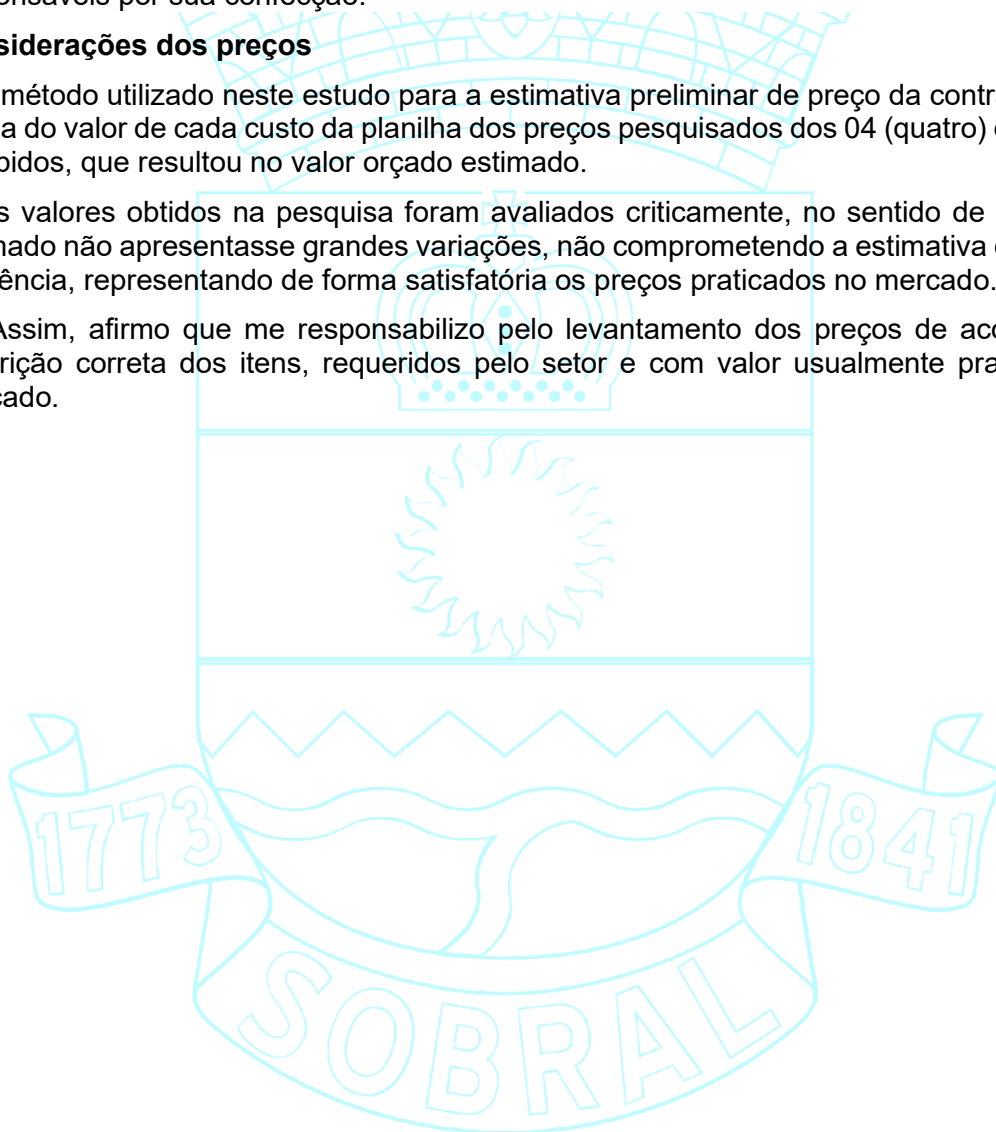 onsáveis por sua confecção.
siderações dos preços
método utilizado neste estudo para a estimativa preliminar de preço da contra
a do valor de cada custo da planilha dos preços pesquisados dos 04 (quatro)
bidos, que resultou no valor orçado estimado.
s valores obtidos na pesquisa foram avaliados criticamente, no sentido de
mado não apresentasse grandes variações, não comprometendo a estimativa
ência, representando de forma satisfatória os preços praticados no mercado.
Assim, afirmo que me responsabilizo pelo levantamento dos preços de aco
rição correta dos itens, requeridos pelo setor e com valor usualmente pra
cado.
1773
1841
SOBRAL